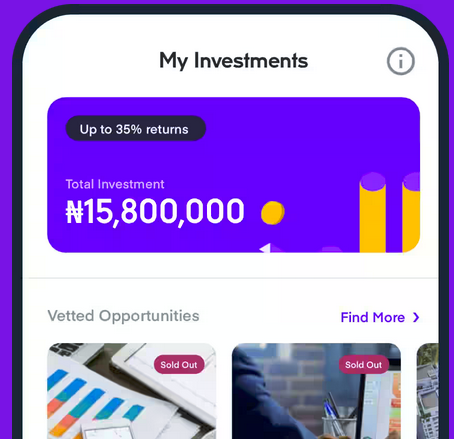 My Investments
Up to 35% returns
Total Investment
₦15,800,000
Vetted Opportunities
Find More
Sold Out
Sold Out